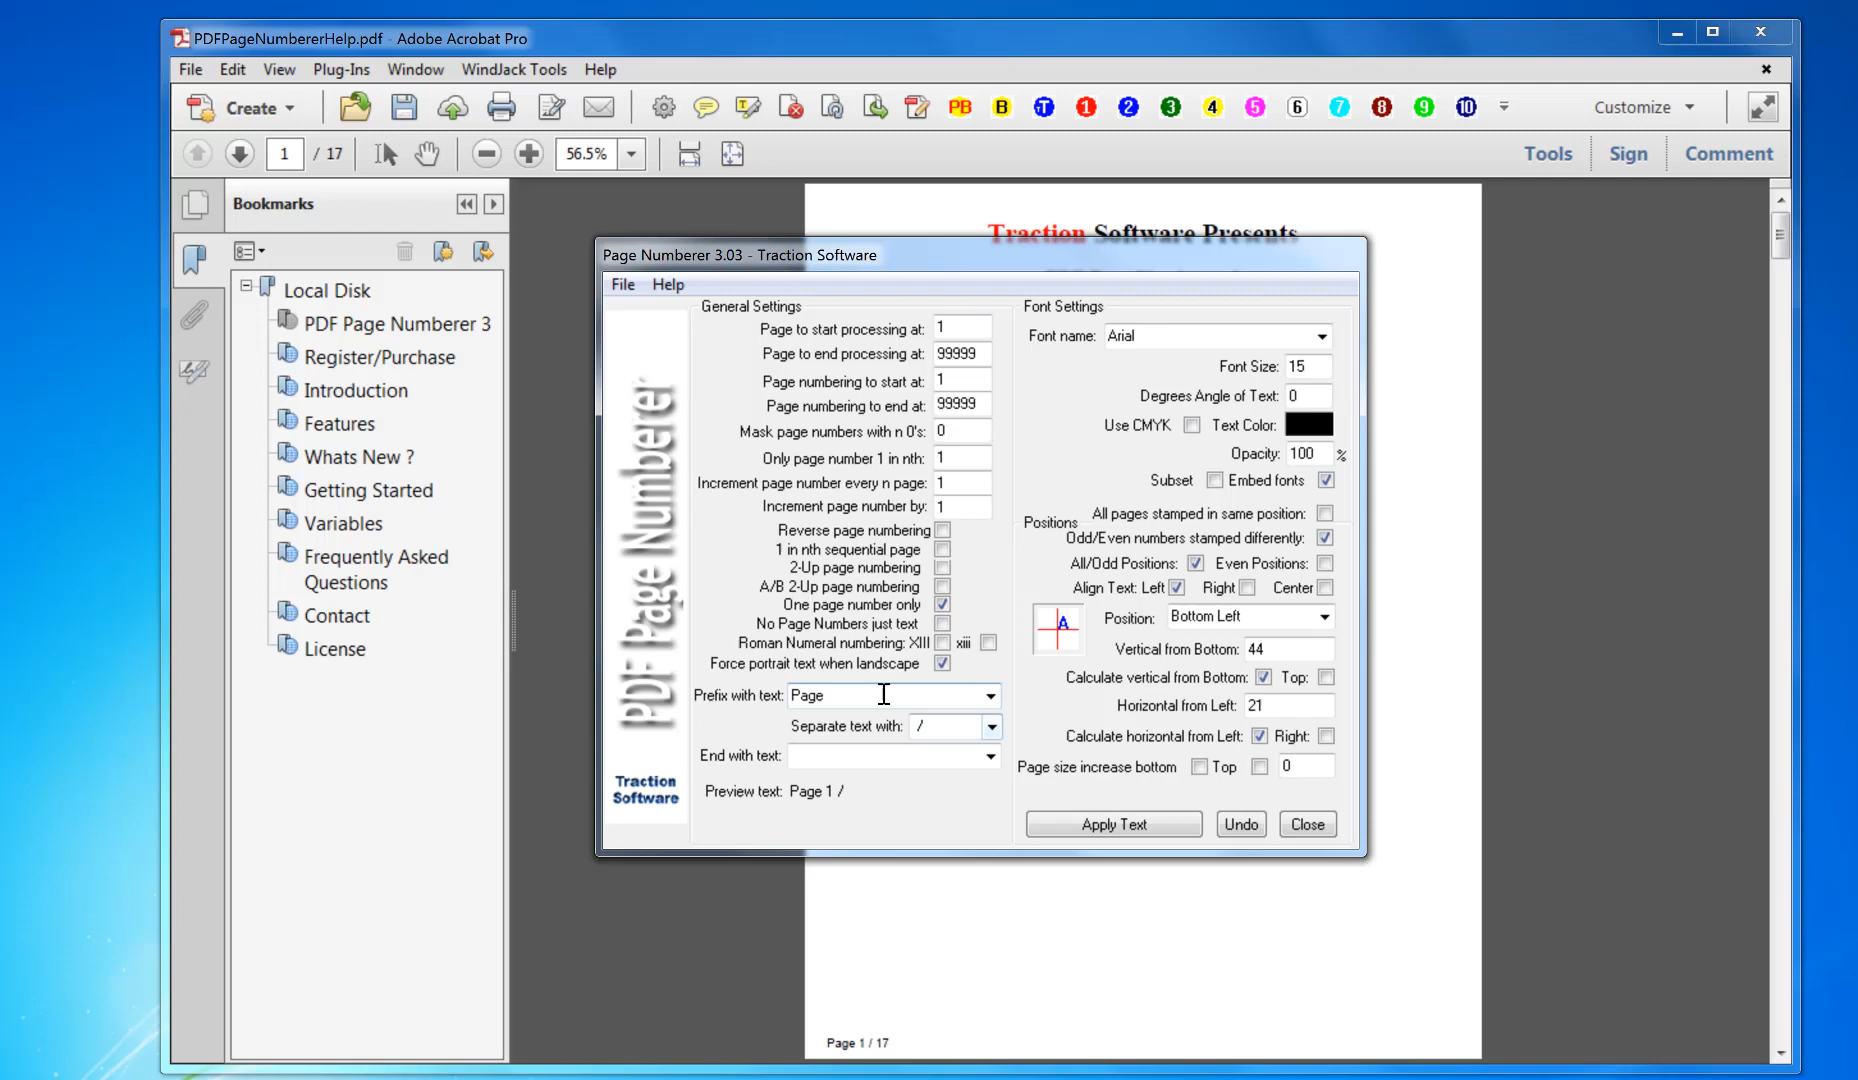 PDFPageNumbererHelp.pdf - Adobe Acrobat Pro
File Edit View Plug-Ins Window WindJack Tools Help
Create
PB B T 1 2 3 4 5 6 7 8 9 10
Customize
1 / 17
56.5%
Tools Sign Comment
Bookmarks
Local Disk
PDF Page Numberer 3
Register/Purchase
Introduction
Features
Whats New ?
Getting Started
Variables
Frequently Asked
Questions
Contact
License
Traction Software Presents
Page Numberer 3.03 - Traction Software
File Help
PDF Page Numberer
Traction
Software
General Settings
Page to start processing at: 1
Page to end processing at: 99999
Page numbering to start at: 1
Page numbering to end at: 99999
Mask page numbers with n 0's: 0
Only page number 1 in nth: 1
Increment page number every n page: 1
Increment page number by: 1
Reverse page numbering
1 in nth sequential page
2-Up page numbering
A/B 2-Up page numbering
One page number only
No Page Numbers just text
Roman Numeral numbering: XIII xiii
Force portrait text when landscape
Prefix with text: Page
Separate text with: /
End with text:
Preview text: Page 1 /
Font Settings
Font name: Arial
Font Size: 15
Degrees Angle of Text: 0
Use CMYK Text Color:
Opacity: 100 %
Subset Embed fonts
Positions
All pages stamped in same position:
Odd/Even numbers stamped differently:
All/Odd Positions: Even Positions:
Align Text: Left Right Center
A
Position: Bottom Left
Vertical from Bottom: 44
Calculate vertical from Bottom: Top:
Horizontal from Left: 21
Calculate horizontal from Left: Right:
Page size increase bottom Top 0
Apply Text Undo Close
Page 1 / 17